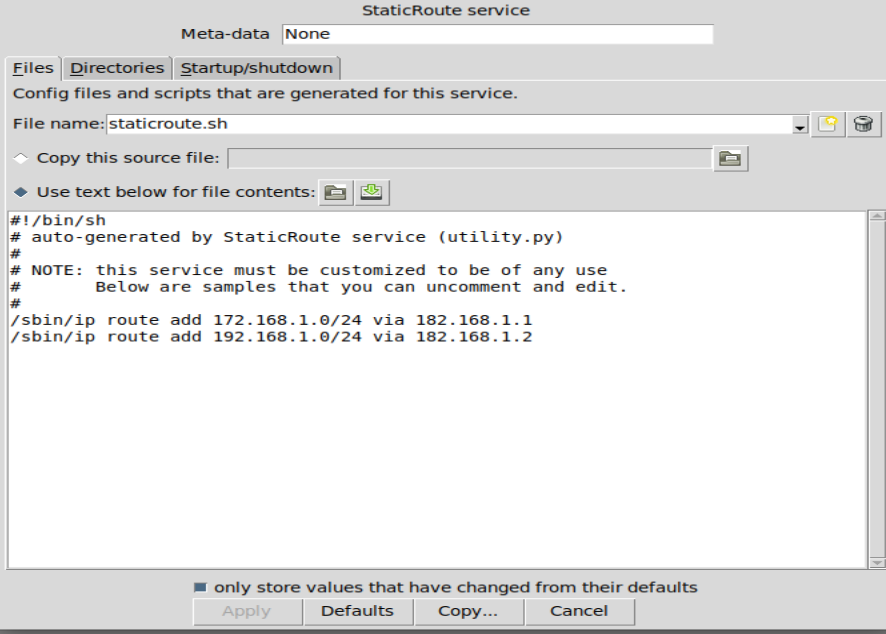 StaticRoute service
Meta-data None
Files Directories Startup/shutdown
Config files and scripts that are generated for this service.
File name: staticroute.sh
Copy this source file:
Use text below for file contents:
#!/bin/sh
# auto-generated by StaticRoute service (utility.py)
#
# NOTE: this service must be customized to be of any use
#       Below are samples that you can uncomment and edit.
#
/sbin/ip route add 172.168.1.0/24 via 182.168.1.1
/sbin/ip route add 192.168.1.0/24 via 182.168.1.2
only store values that have changed from their defaults
Apply Defaults Copy... Cancel